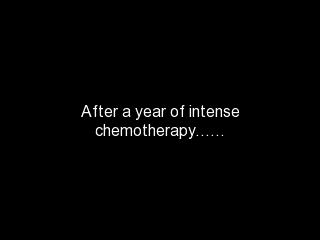 After a year of intense
chemotherapy……